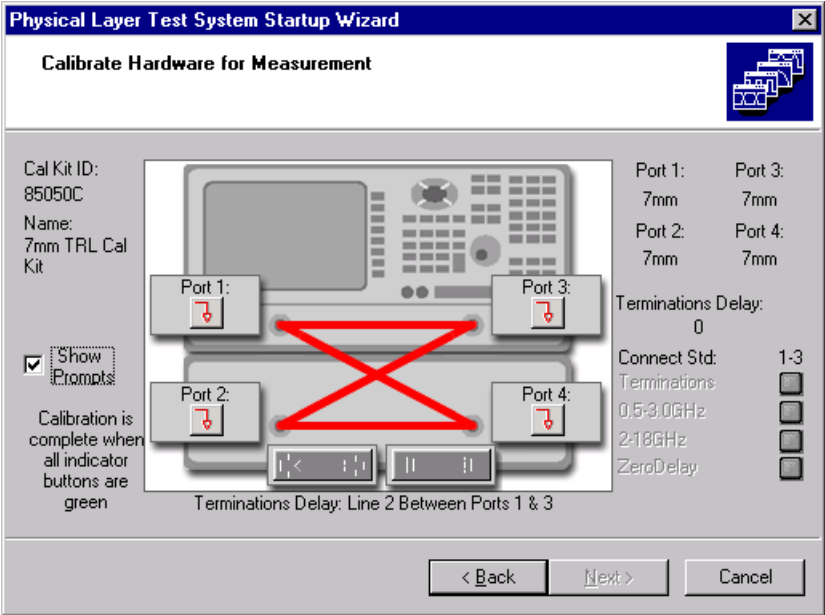 Physical Layer Test System Startup Wizard
Calibrate Hardware for Measurement
Cal Kit ID:
85050C
Name:
7mm TRL Cal
Kit
Show
Prompts
Calibration is
complete when
all indicator
buttons are
green
Port 1:
Port 3:
Port 2:
Port 4:
Terminations Delay: Line 2 Between Ports 1 & 3
Port 1: Port 3:
7mm 7mm
Port 2: Port 4:
7mm 7mm
Terminations Delay:
0
Connect Std: 1-3
Terminations
0.5-3.0GHz
2-18GHz
ZeroDelay
< Back Next > Cancel